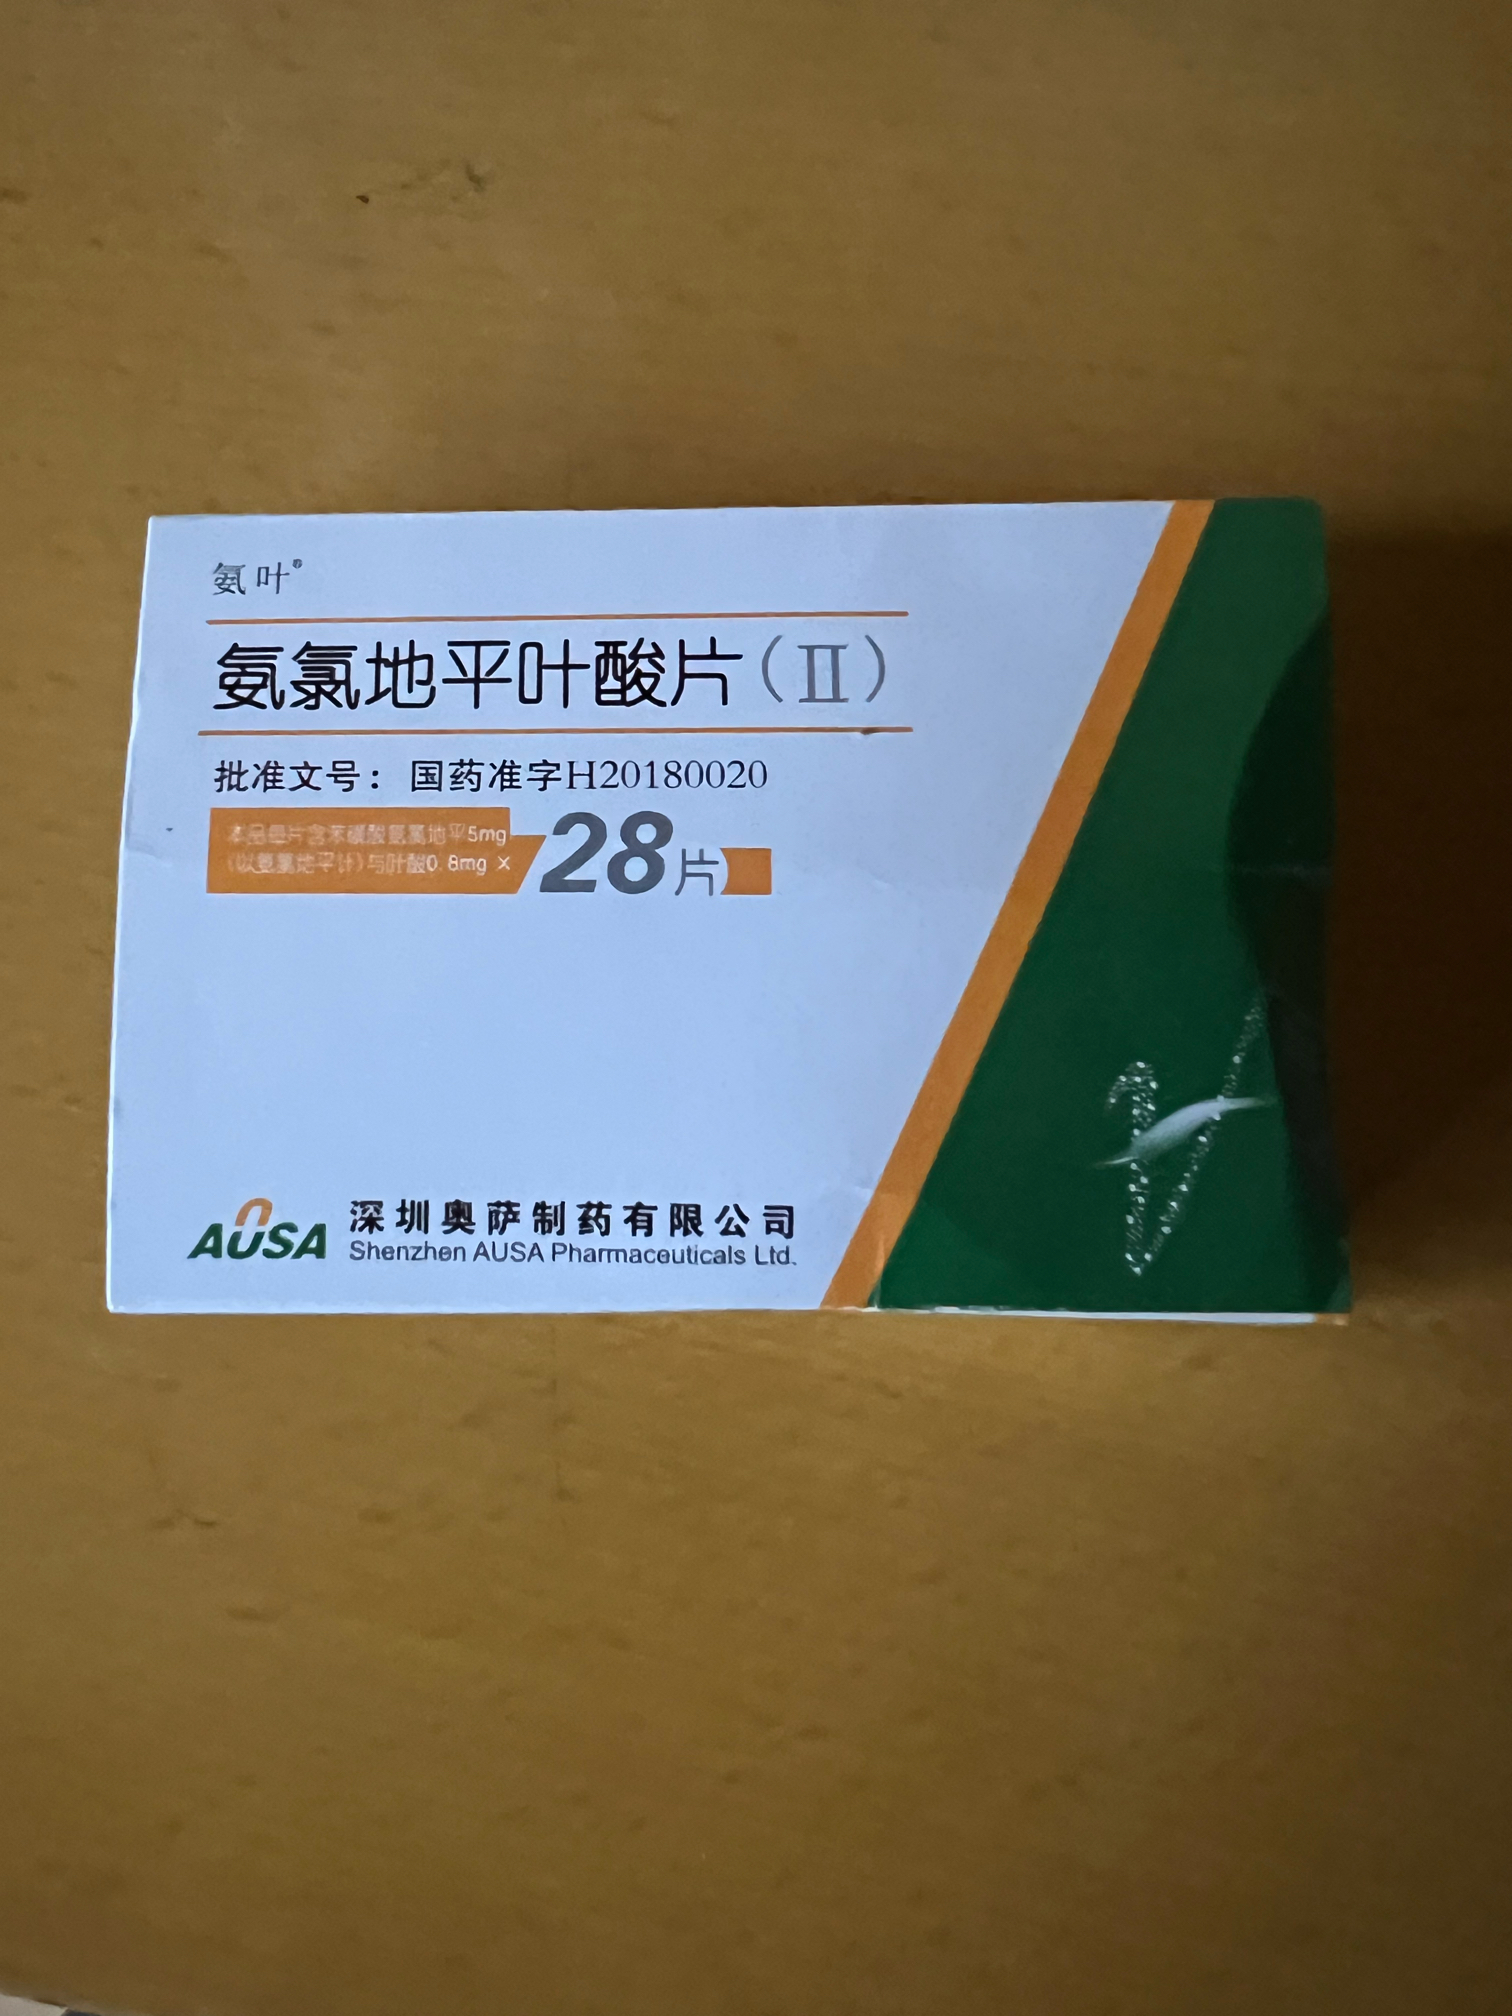 氨叶®
氨氯地平叶酸片（Ⅱ）
批准文号：国药准字H20180020
本品每片含苯磺酸氨氯地平5mg
（以氨氯地平计）与叶酸0.8mg ×
28片
AUSA
深圳奥萨制药有限公司
Shenzhen AUSA Pharmaceuticals Ltd.